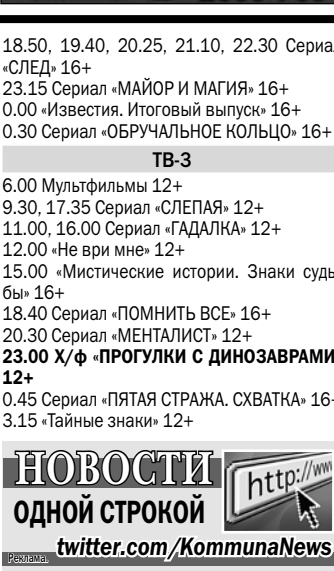 18.50, 19.40, 20.25, 21.10, 22.30 Сериал
«СЛЕД» 16+
23.15 Сериал «МАЙОР И МАГИЯ» 16+
0.00 «Известия. Итоговый выпуск» 16+
0.30 Сериал «ОБРУЧАЛЬНОЕ КОЛЬЦО» 16+
ТВ-3
6.00 Мультфильмы 12+
9.30, 17.35 Сериал «СЛЕПАЯ» 12+
11.00, 16.00 Сериал «ГАДАЛКА» 12+
12.00 «Не ври мне» 12+
15.00 «Мистические истории. Знаки судь
бы» 16+
18.40 Сериал «ПОМНИТЬ ВСЕ» 16+
20.30 Сериал «МЕНТАЛИСТ» 12+
23.00 Х/ф «ПРОГУЛКИ С ДИНОЗАВРАМИ
12+
0.45 Сериал «ПЯТАЯ СТРАЖА. СХВАТКА» 16+
3.15 «Тайные знаки» 12+
НОВОСТИ
http://www
ОДНОЙ СТРОКОЙ
twitter.com/KommunaNews
Реклама.